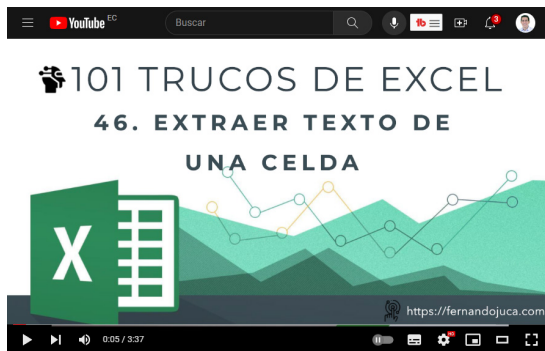 YouTube EC
Buscar
tb
3
101 TRUCOS DE EXCEL
46. EXTRAER TEXTO DE
UNA CELDA
X
https://fernandojuca.com
0:05 / 3:37
HD